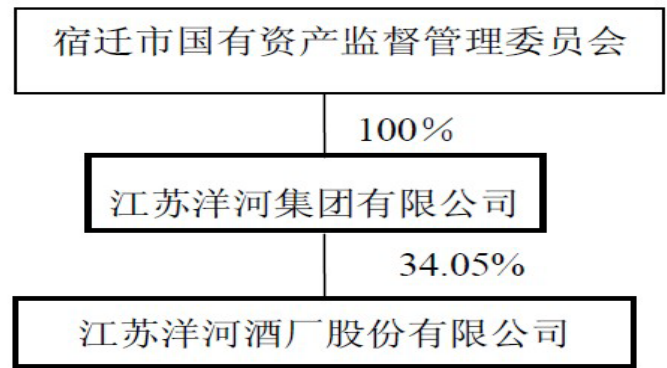 宿迁市国有资产监督管理委员会
100%
江苏洋河集团有限公司
34.05%
江苏洋河酒厂股份有限公司